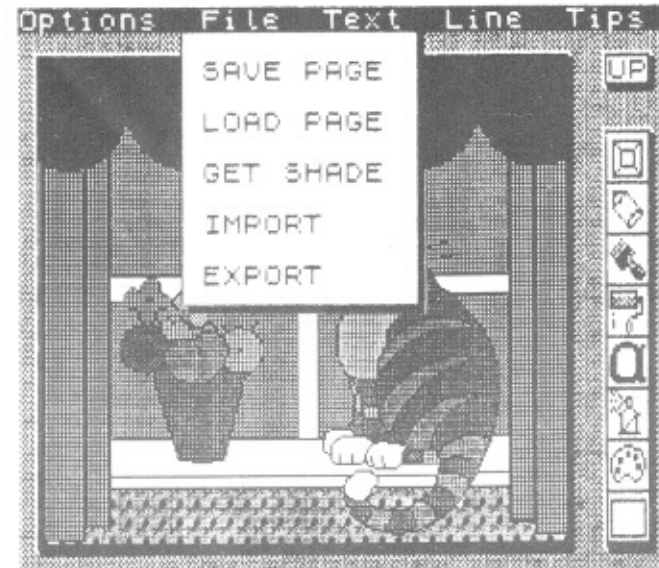 Options File Text Line Tips
UP
SAVE PAGE
LOAD PAGE
GET SHADE
IMPORT
EXPORT